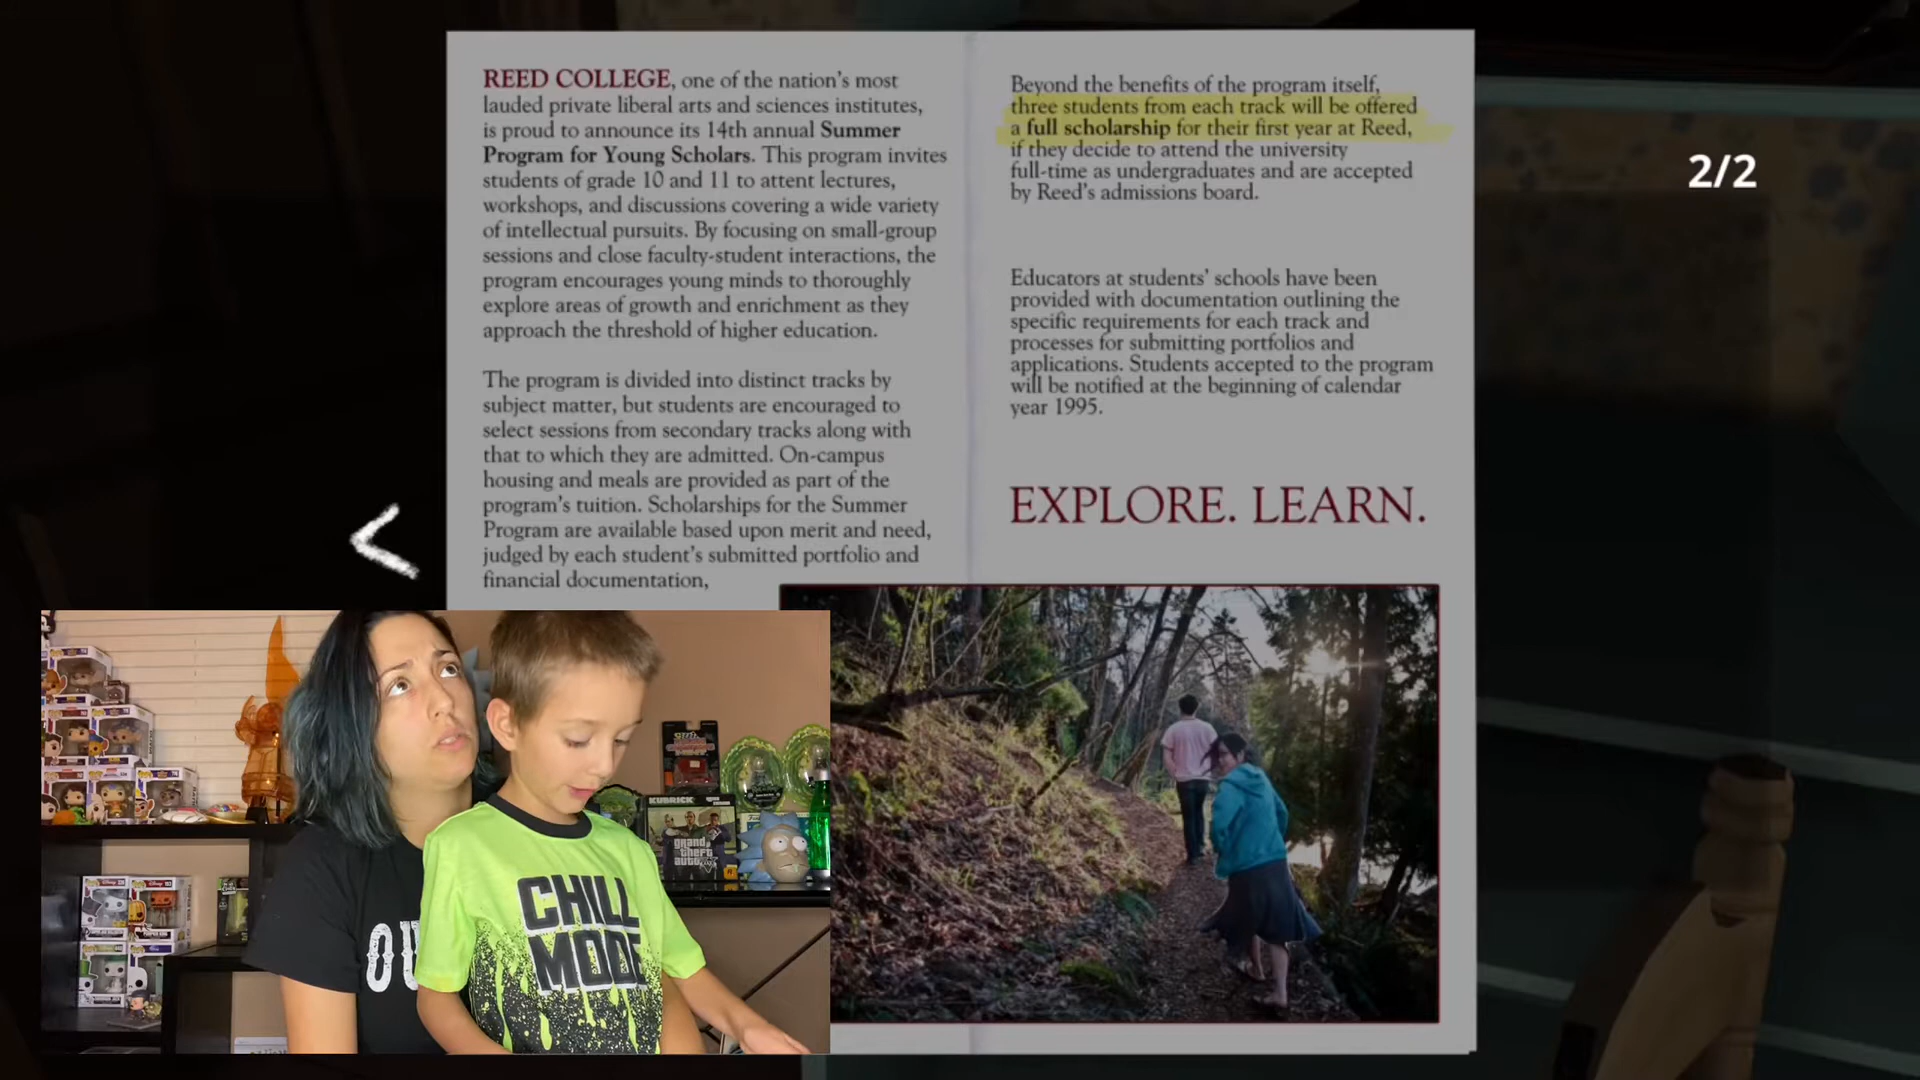 REED COLLEGE, one of the nation's most
lauded private liberal arts and sciences institutes,
is proud to announce its 14th annual Summer
Program for Young Scholars. This program invites
students of grade 10 and 11 to attent lectures,
workshops, and discussions covering a wide variety
of intellectual pursuits. By focusing on small-group
sessions and close faculty-student interactions, the
program encourages young minds to thoroughly
explore areas of growth and enrichment as they
approach the threshold of higher education.
The program is divided into distinct tracks by
subject matter, but students are encouraged to
select sessions from secondary tracks along with
that to which they are admitted. On-campus
housing and meals are provided as part of the
program's tuition. Scholarships for the Summer
Program are available based upon merit and need,
judged by each student's submitted portfolio and
financial documentation,
Beyond the benefits of the program itself,
three students from each track will be offered
a full scholarship for their first year at Reed,
if they decide to attend the university
full-time as undergraduates and are accepted
by Reed's admissions board.
Educators at students' schools have been
provided with documentation outlining the
specific requirements for each track and
processes for submitting portfolios and
applications. Students accepted to the program
will be notified at the beginning of calendar
year 1995.
EXPLORE. LEARN.
2/2
<
KUBRICK
grand
theft
auto
OU
CHILL
MODE